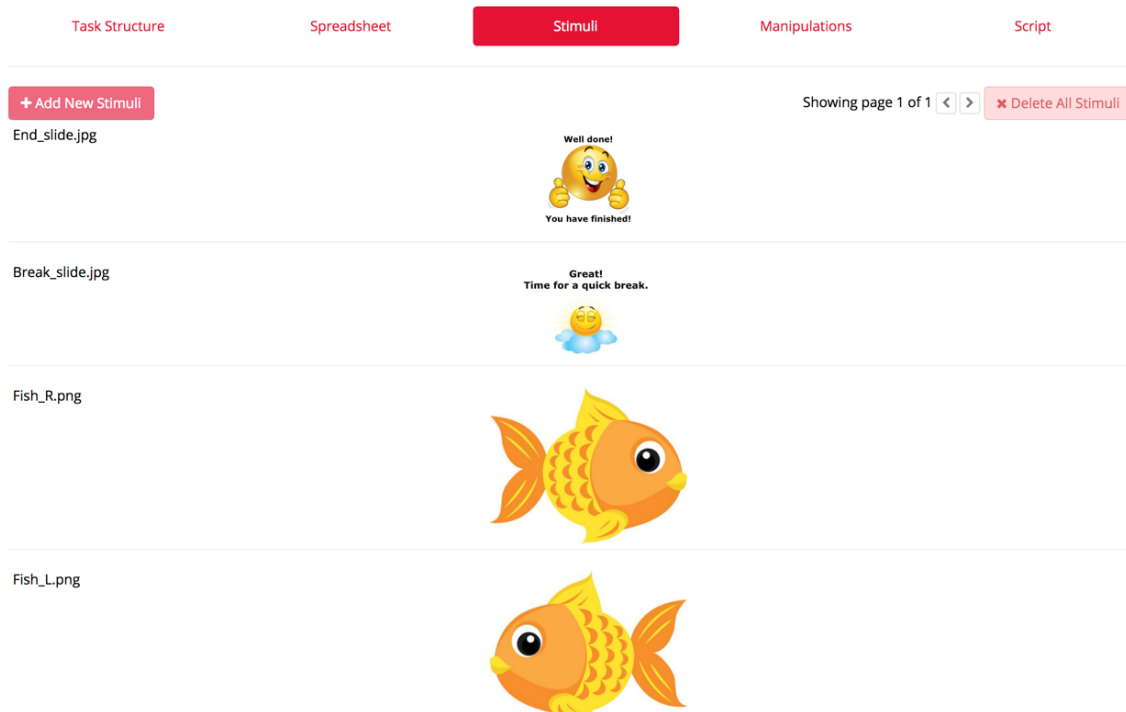 Task Structure Spreadsheet Stimuli Manipulations Script
+ Add New Stimuli Showing page 1 of 1 < > × Delete All Stimuli
End_slide.jpg
Well done!
You have finished!
Break_slide.jpg
Great!
Time for a quick break.
Fish_R.png
Fish_L.png